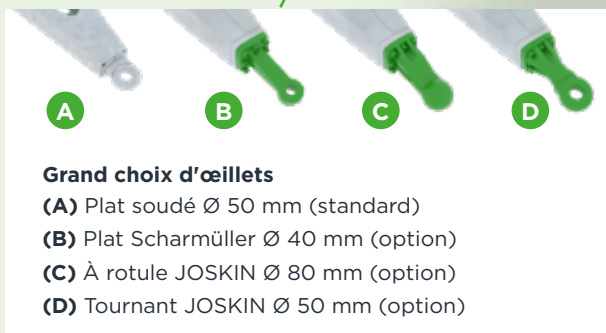 A B C D
Grand choix d'œillets
(A) Plat soudé Ø 50 mm (standard)
(B) Plat Scharmüller Ø 40 mm (option)
(C) À rotule JOSKIN Ø 80 mm (option)
(D) Tournant JOSKIN Ø 50 mm (option)